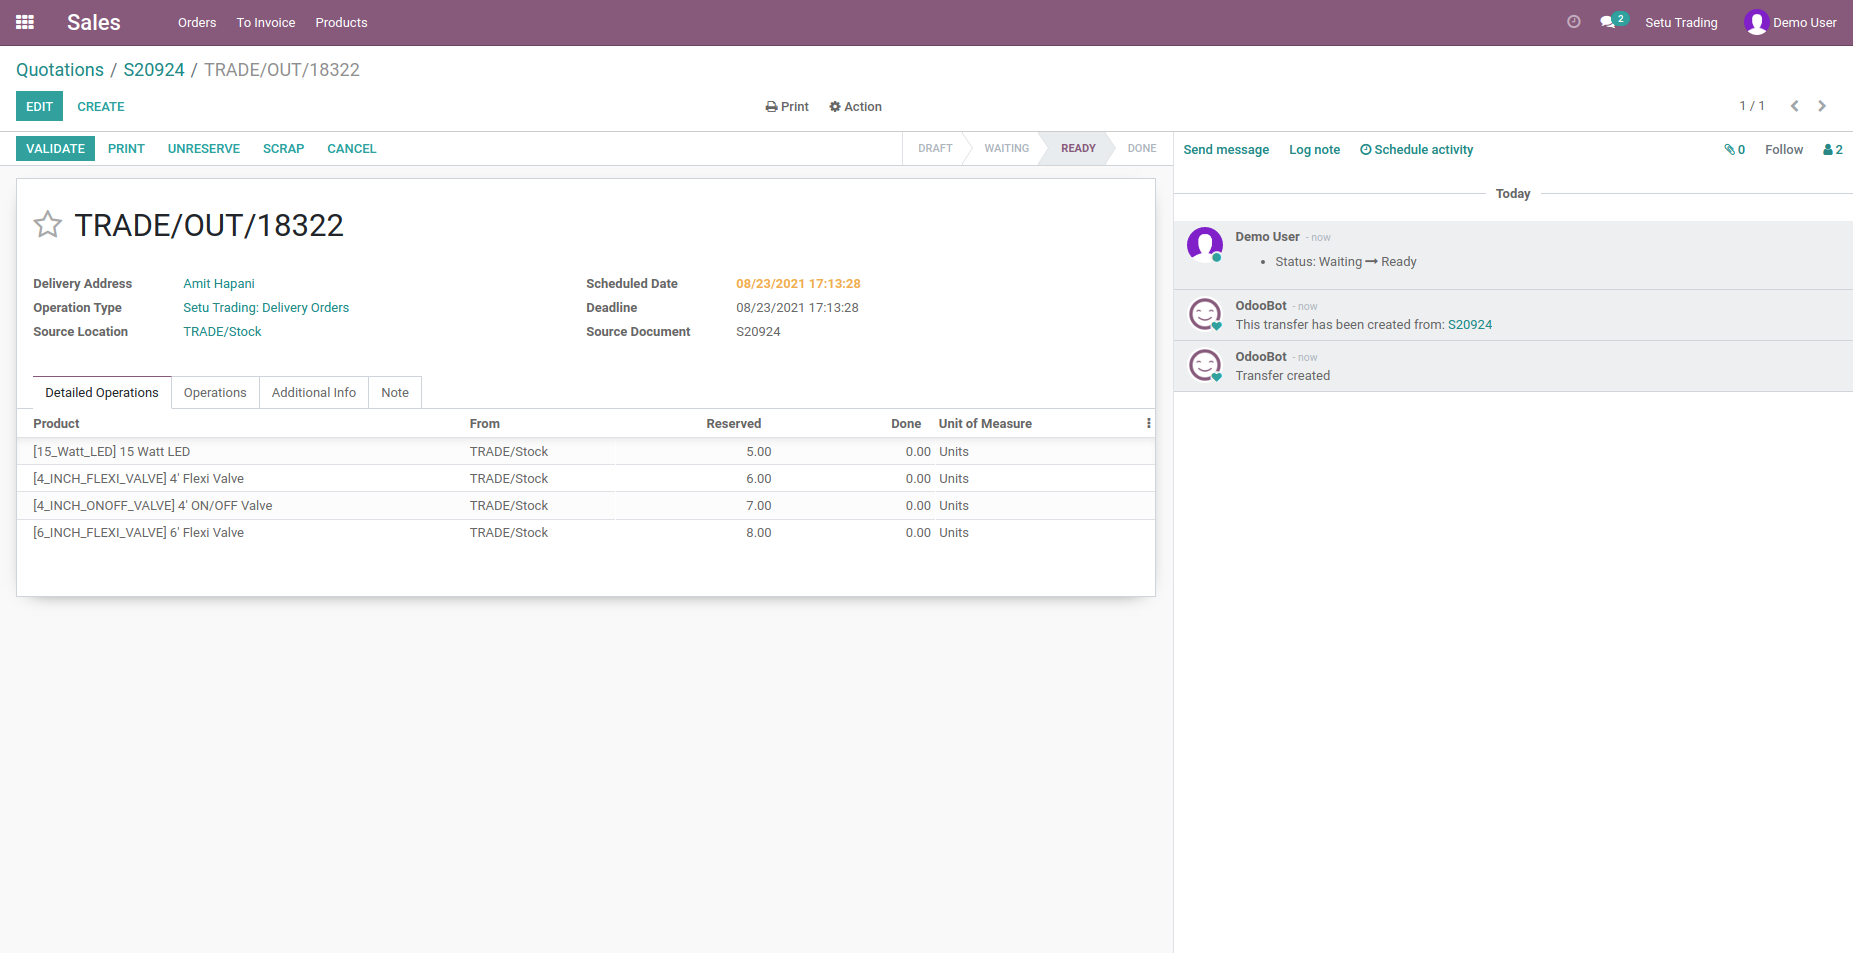 Sales Orders To Invoice Products 2 Setu Trading Demo User
Quotations / S20924 / TRADE/OUT/18322
EDIT CREATE Print Action 1 / 1
VALIDATE PRINT UNRESERVE SCRAP CANCEL DRAFT WAITING READY DONE
TRADE/OUT/18322
Delivery Address Amit Hapani Scheduled Date 08/23/2021 17:13:28
Operation Type Setu Trading: Delivery Orders Deadline 08/23/2021 17:13:28
Source Location TRADE/Stock Source Document S20924
Detailed Operations Operations Additional Info Note
Product From Reserved Done Unit of Measure
[15_Watt_LED] 15 Watt LED TRADE/Stock 5.00 0.00 Units
[4_INCH_FLEXI_VALVE] 4' Flexi Valve TRADE/Stock 6.00 0.00 Units
[4_INCH_ONOFF_VALVE] 4' ON/OFF Valve TRADE/Stock 7.00 0.00 Units
[6_INCH_FLEXI_VALVE] 6' Flexi Valve TRADE/Stock 8.00 0.00 Units
Send message Log note Schedule activity 0 Follow 2
Today
Demo User - now
• Status: Waiting → Ready
OdooBot - now
This transfer has been created from: S20924
OdooBot - now
Transfer created